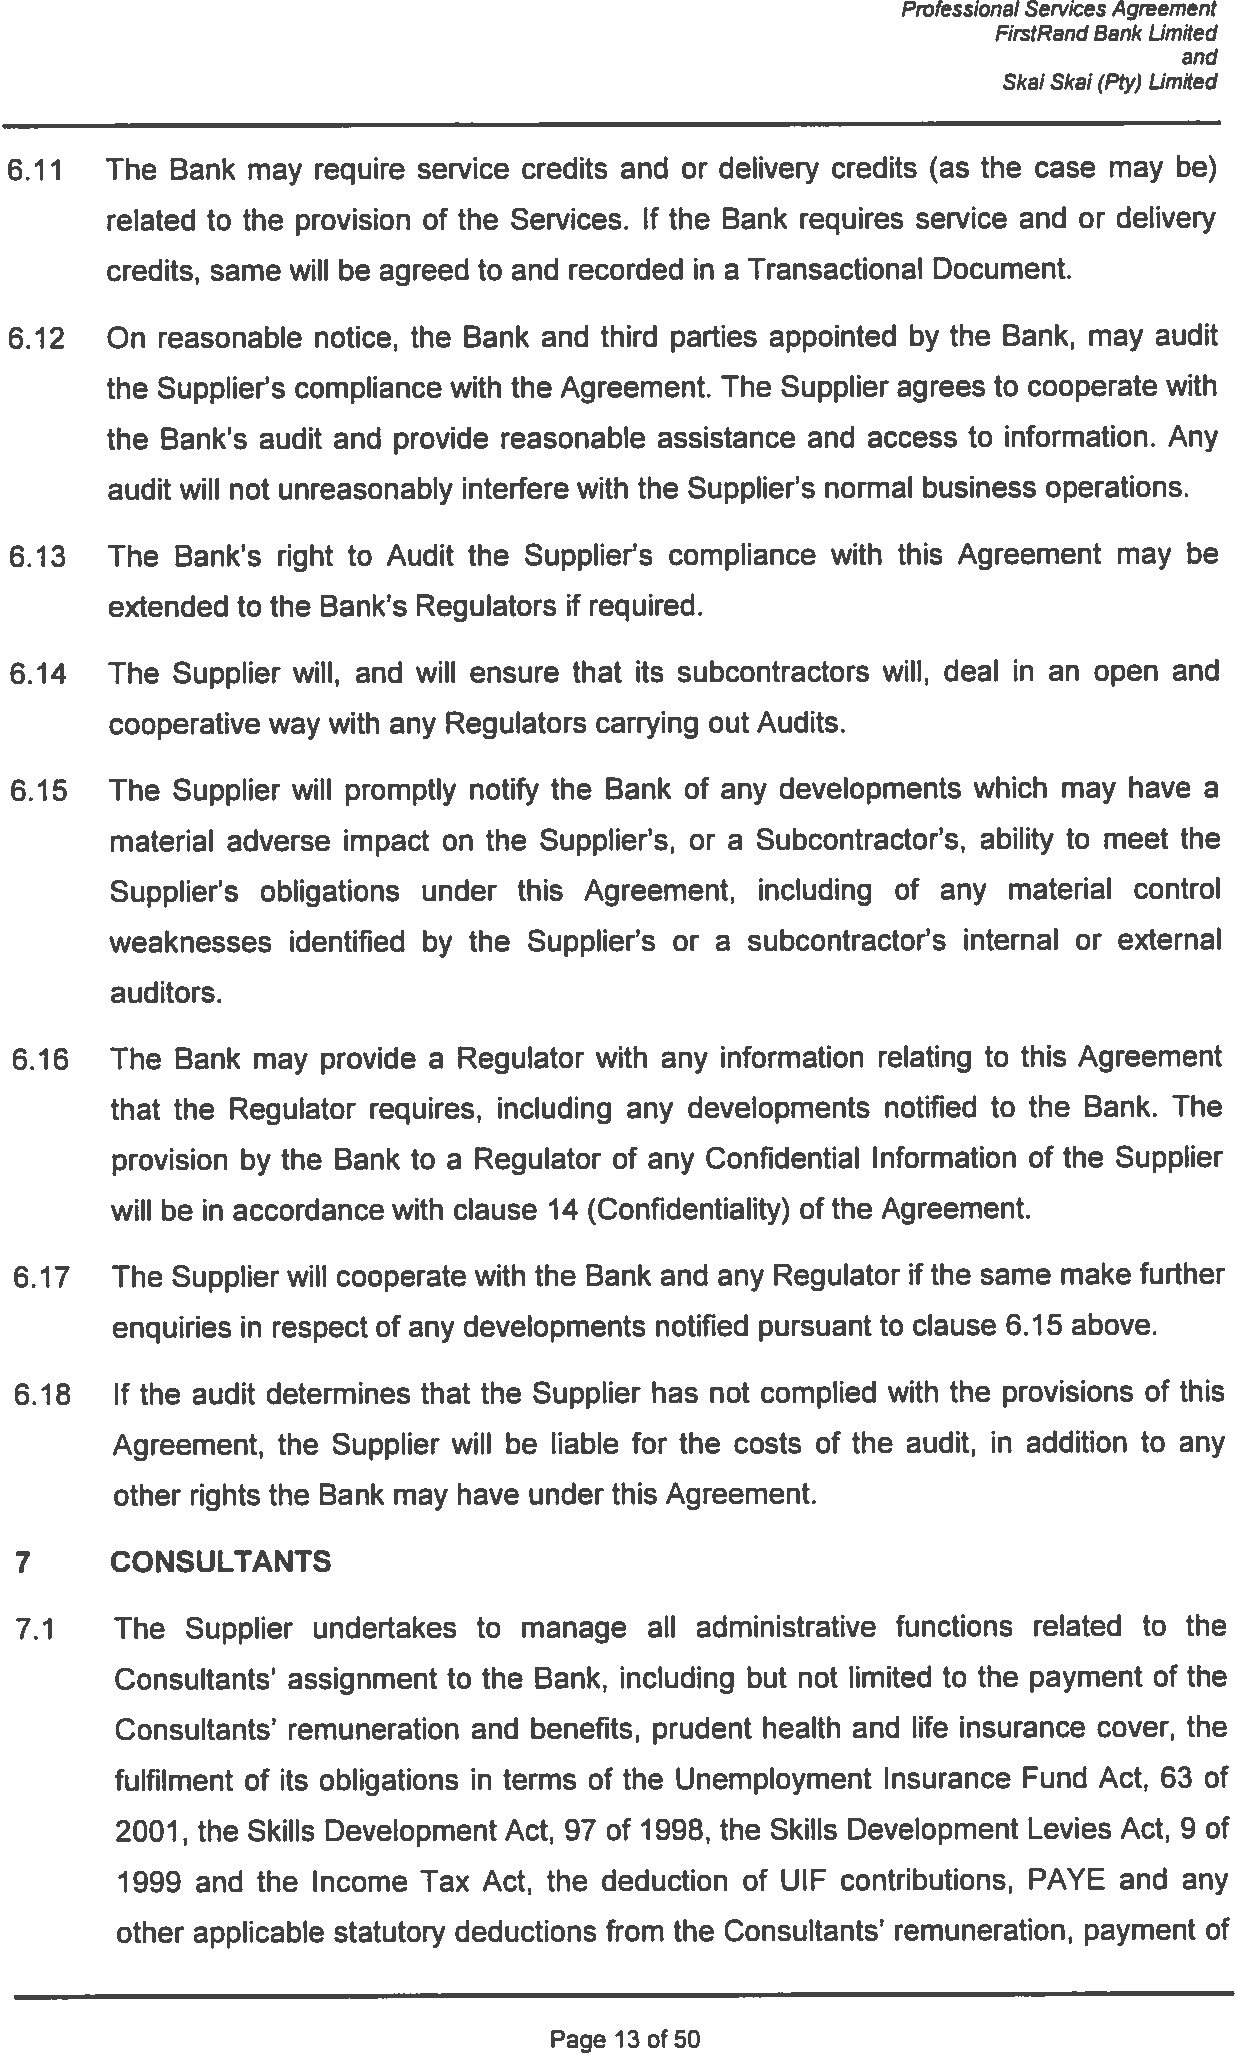 Professional Services Agreement
FirstRand Bank Limited
and
Skai Skai (Pty) Limited
6.11 The Bank may require service credits and or delivery credits (as the case may be)
related to the provision of the Services. If the Bank requires service and or delivery
credits, same will be agreed to and recorded in a Transactional Document.
6.12 On reasonable notice, the Bank and third parties appointed by the Bank, may audit
the Supplier's compliance with the Agreement. The Supplier agrees to cooperate with
the Bank's audit and provide reasonable assistance and access to information. Any
audit will not unreasonably interfere with the Supplier's normal business operations.
6.13 The Bank's right to Audit the Supplier's compliance with this Agreement may be
extended to the Bank's Regulators if required.
6.14 The Supplier will, and will ensure that its subcontractors will, deal in an open and
cooperative way with any Regulators carrying out Audits.
6.15 The Supplier will promptly notify the Bank of any developments which may have a
material adverse impact on the Supplier's, or a Subcontractor's, ability to meet the
Supplier's obligations under this Agreement, including of any material control
weaknesses identified by the Supplier's or a subcontractor's internal or external
auditors.
6.16 The Bank may provide a Regulator with any information relating to this Agreement
that the Regulator requires, including any developments notified to the Bank. The
provision by the Bank to a Regulator of any Confidential Information of the Supplier
will be in accordance with clause 14 (Confidentiality) of the Agreement.
6.17 The Supplier will cooperate with the Bank and any Regulator if the same make further
enquiries in respect of any developments notified pursuant to clause 6.15 above.
6.18 If the audit determines that the Supplier has not complied with the provisions of this
Agreement, the Supplier will be liable for the costs of the audit, in addition to any
other rights the Bank may have under this Agreement.
7 CONSULTANTS
7.1 The Supplier undertakes to manage all administrative functions related to the
Consultants' assignment to the Bank, including but not limited to the payment of the
Consultants' remuneration and benefits, prudent health and life insurance cover, the
fulfilment of its obligations in terms of the Unemployment Insurance Fund Act, 63 of
2001, the Skills Development Act, 97 of 1998, the Skills Development Levies Act, 9 of
1999 and the Income Tax Act, the deduction of UIF contributions, PAYE and any
other applicable statutory deductions from the Consultants' remuneration, payment of
Page 13 of 50